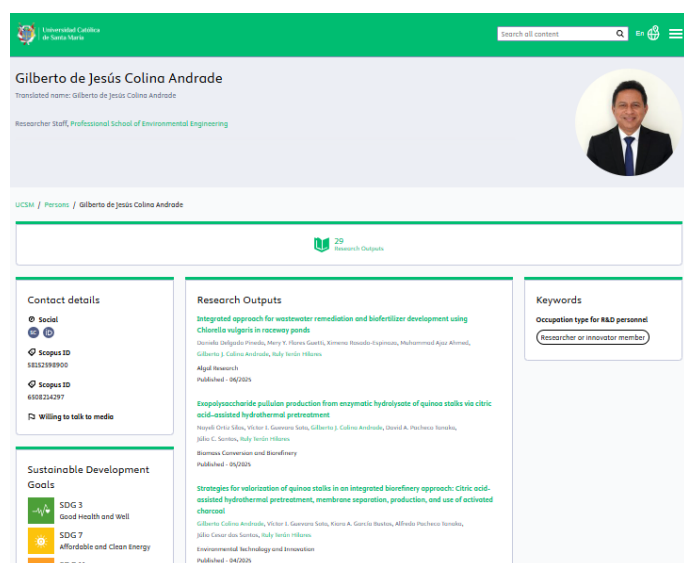 Universidad Católica
de Santa María
Search all content
En
Gilberto de Jesús Colina Andrade
Translated name: Gilberto de Jesús Colina Andrade
Researcher Staff, Professional School of Environmental Engineering
UCSM / Persons / Gilberto de Jesús Colina Andrade
29
Research Outputs
Contact details
Social
SC iD
Scopus ID
58152598900
Scopus ID
6508214297
Willing to talk to media
Sustainable Development
Goals
SDG 3
Good Health and Well
SDG 7
Affordable and Clean Energy
Research Outputs
Integrated approach for wastewater remediation and biofertilizer development using
Chlorella vulgaris in raceway ponds
Daniela Delgado Pineda, Mery Y. Flores Guetti, Ximena Rosado-Espinoza, Muhammad Ajaz Ahmed,
Gilberto J. Colina Andrade, Ruly Terán Hilares
Algal Research
Published - 06/2025
Exopolysaccharide pullulan production from enzymatic hydrolysate of quinoa stalks via citric
acid-assisted hydrothermal pretreatment
Nayeli Ortiz Silos, Víctor L. Guevara Soto, Gilberto J. Colina Andrade, David A. Pacheco Tanaka,
Júlio C. Santos, Ruly Terán Hilares
Biomass Conversion and Biorefinery
Published - 05/2025
Strategies for valorization of quinoa stalks in an integrated biorefinery approach: Citric acid-
assisted hydrothermal pretreatment, membrane separation, production, and use of activated
charcoal
Gilberto Colina Andrade, Víctor L. Guevara Soto, Kiara A. García Bustos, Alfredo Pacheco Tanaka,
Júlio Cesar dos Santos, Ruly Terán Hilares
Environmental Technology and Innovation
Published - 04/2025
Keywords
Occupation type for R&D personnel
Researcher or innovator member